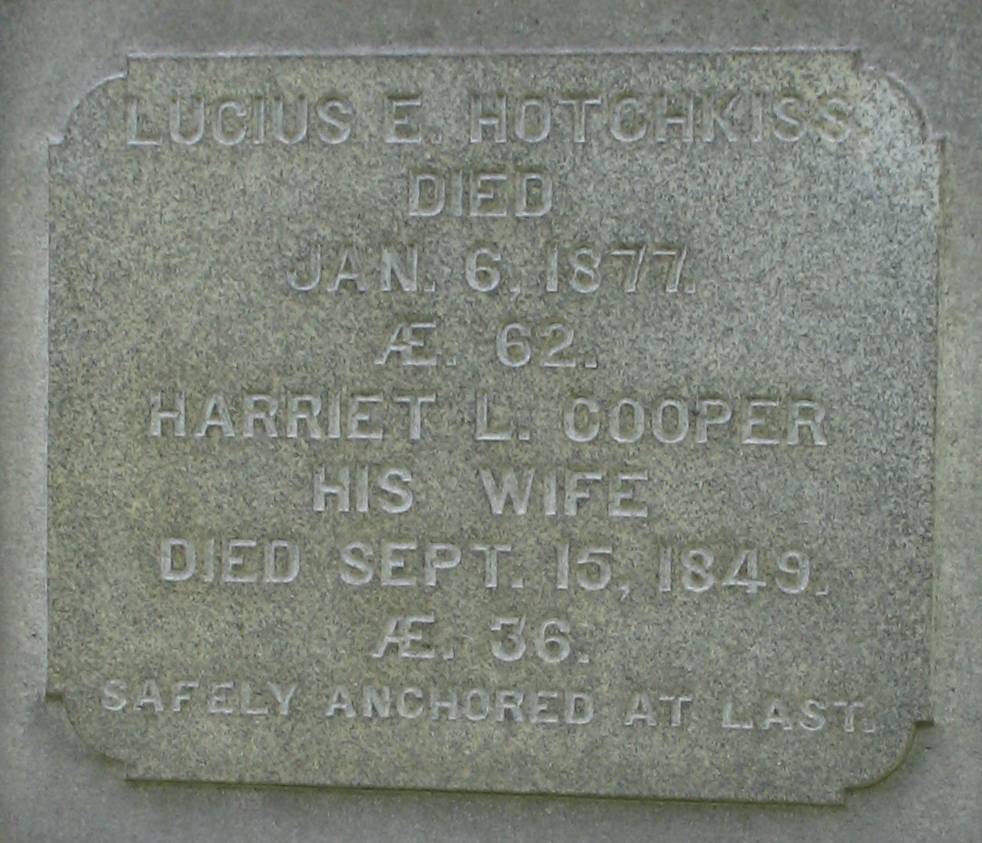 LUCIUS E. HOTCHKISS
DIED
JAN. 6, 1877.
Æ. 62.
HARRIET L. COOPER
HIS WIFE
DIED SEPT. 15, 1849.
Æ. 36.
SAFELY ANCHORED AT LAST.